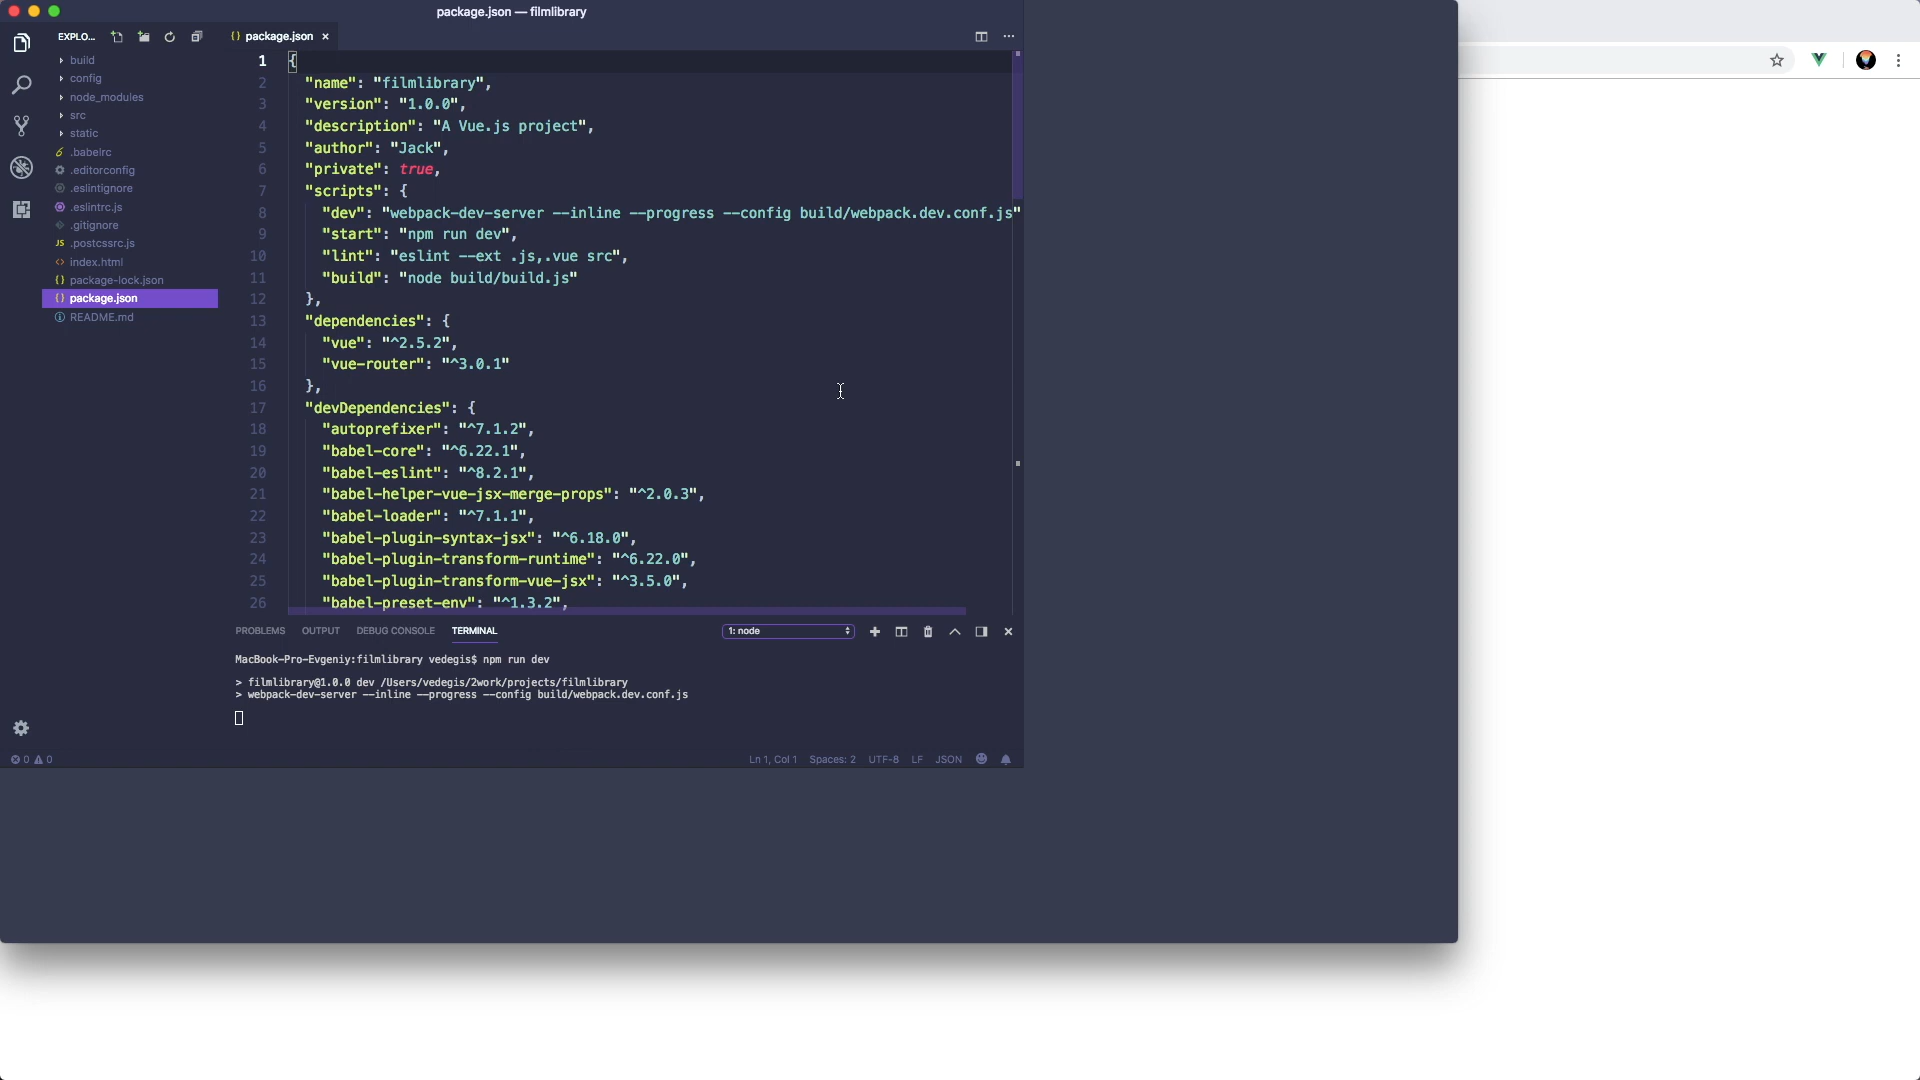 package.json — filmlibrary
EXPLO...
{} package.json ×
build
config
node_modules
src
static
.babelrc
.editorconfig
.eslintignore
.eslintrc.js
.gitignore
JS .postcssrc.js
<> index.html
{} package-lock.json
{} package.json
README.md
1 {
2 "name": "filmlibrary",
3 "version": "1.0.0",
4 "description": "A Vue.js project",
5 "author": "Jack",
6 "private": true,
7 "scripts": {
8 "dev": "webpack-dev-server --inline --progress --config build/webpack.dev.conf.js"
9 "start": "npm run dev",
10 "lint": "eslint --ext .js,.vue src",
11 "build": "node build/build.js"
12 },
13 "dependencies": {
14 "vue": "^2.5.2",
15 "vue-router": "^3.0.1"
16 },
17 "devDependencies": {
18 "autoprefixer": "^7.1.2",
19 "babel-core": "^6.22.1",
20 "babel-eslint": "^8.2.1",
21 "babel-helper-vue-jsx-merge-props": "^2.0.3",
22 "babel-loader": "^7.1.1",
23 "babel-plugin-syntax-jsx": "^6.18.0",
24 "babel-plugin-transform-runtime": "^6.22.0",
25 "babel-plugin-transform-vue-jsx": "^3.5.0",
26 "babel-preset-env": "^1.3.2",
PROBLEMS OUTPUT DEBUG CONSOLE TERMINAL 1: node
MacBook-Pro-Evgeniy:filmlibrary vedegis$ npm run dev
> filmlibrary@1.0.0 dev /Users/vedegis/2work/projects/filmlibrary
> webpack-dev-server --inline --progress --config build/webpack.dev.conf.js
0 0 Ln 1, Col 1 Spaces: 2 UTF-8 LF JSON